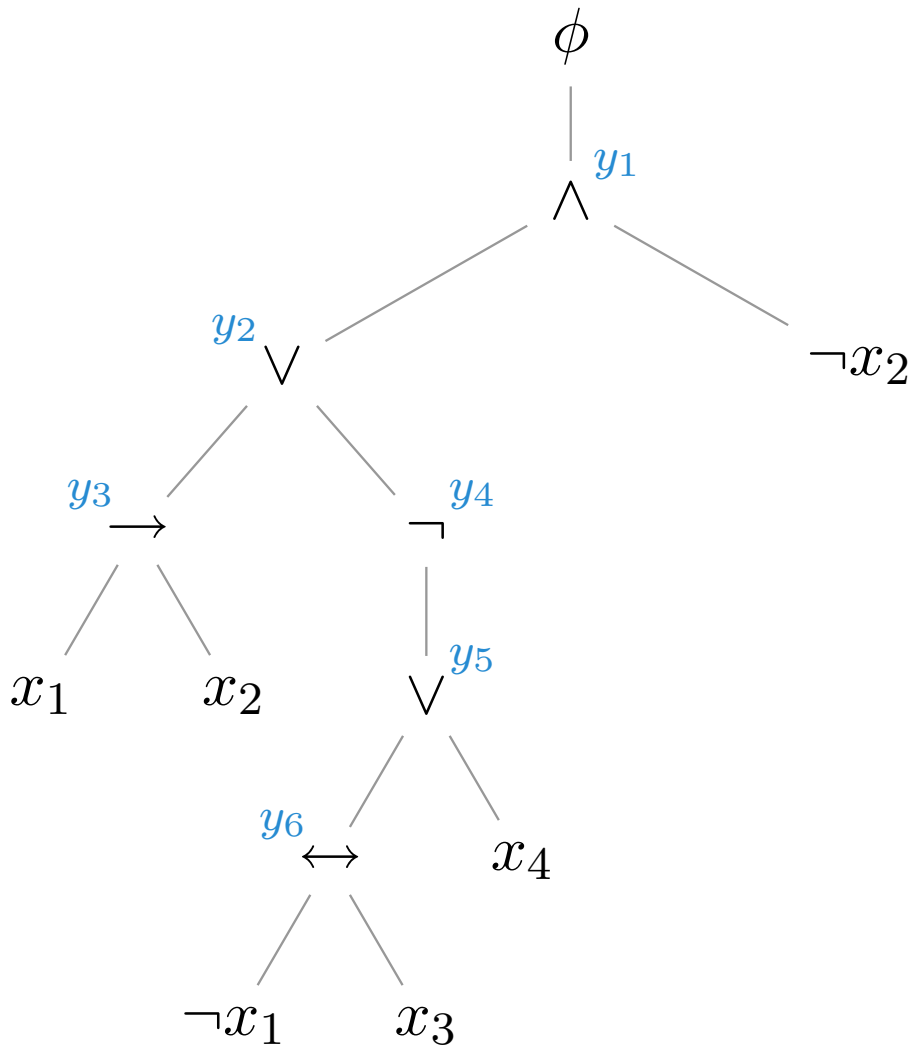 ϕ
y₁
∧
y₂
∨
¬x₂
y₃
→
y₄
¬
x₁
x₂
y₅
∨
y₆
↔
x₄
¬x₁
x₃